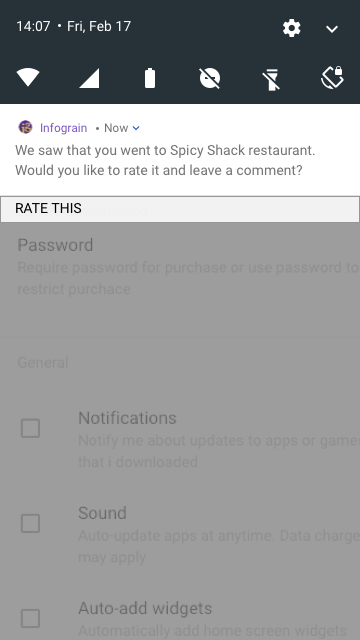 14:07 • Fri, Feb 17
Infograin • Now
We saw that you went to Spicy Shack restaurant.
Would you like to rate it and leave a comment?
RATE THIS
Password
Require password for purchase or use password to
restrict purchace
General
Notifications
Notify me about updates to apps or game
that i downloaded
Sound
Auto-update apps at anytime. Data charge
may apply
Auto-add widgets
Automatically add home screen widgets